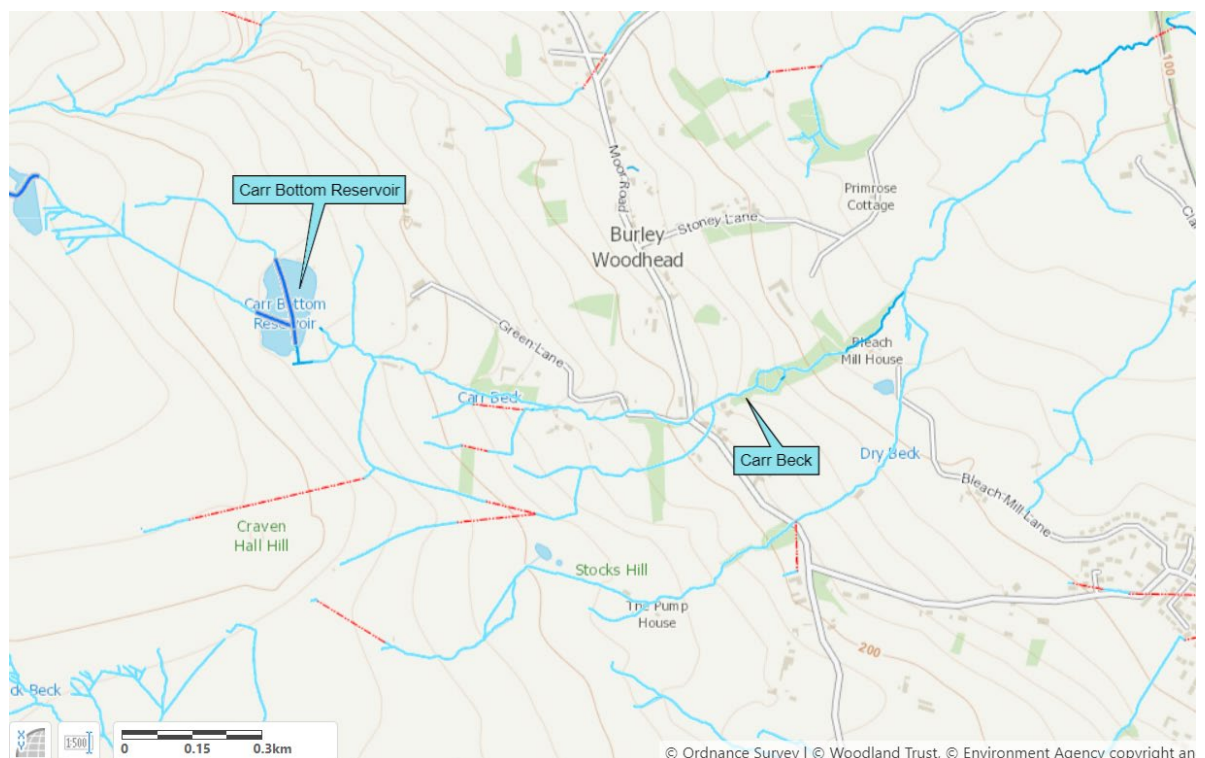 100
Carr Bottom Reservoir
Moor Road
Primrose
Cottage
Stoney Lane
Cla
Burley
Woodhead
Carr Bottom
Reservoir
Green Lane
Bleach
Mill House
Carr Beck
Carr Beck
Dry Beck
Bleach Mill Lane
Craven
Hall Hill
Stocks Hill
The Pump
House
200
ck Beck
X
Y
1:500
0 0.15 0.3km
© Ordnance Survey | © Woodland Trust, © Environment Agency copyright an